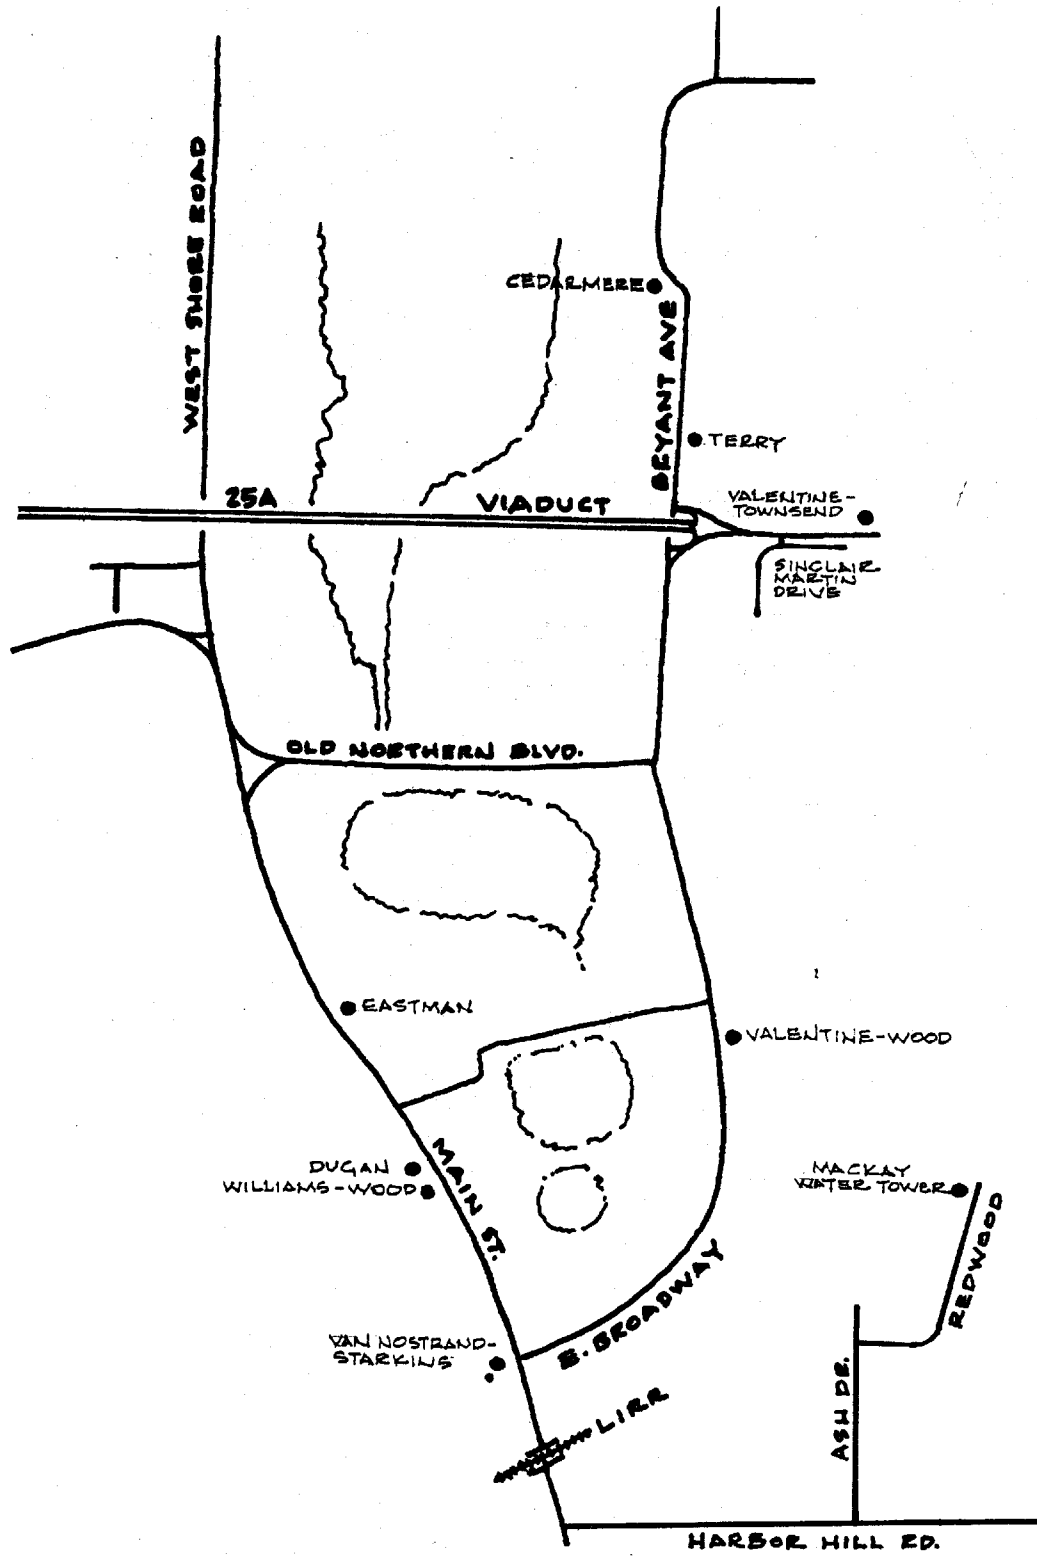 WEST SHORE ROAD
CEDARMERE
BRYANT AVE
TERRY
25A
VIADUCT
VALENTINE-
TOWNSEND
SINCLAIR
MARTIN
DRIVE
OLD NORTHERN BLVD.
EASTMAN
VALENTINE-WOOD
MAIN ST.
DUGAN
WILLIAMS-WOOD
MACKAY
WATER TOWER
REDWOOD
E. BROADWAY
VAN NOSTRAND-
STARKINS
LIRR
ASH DR.
HARBOR HILL RD.